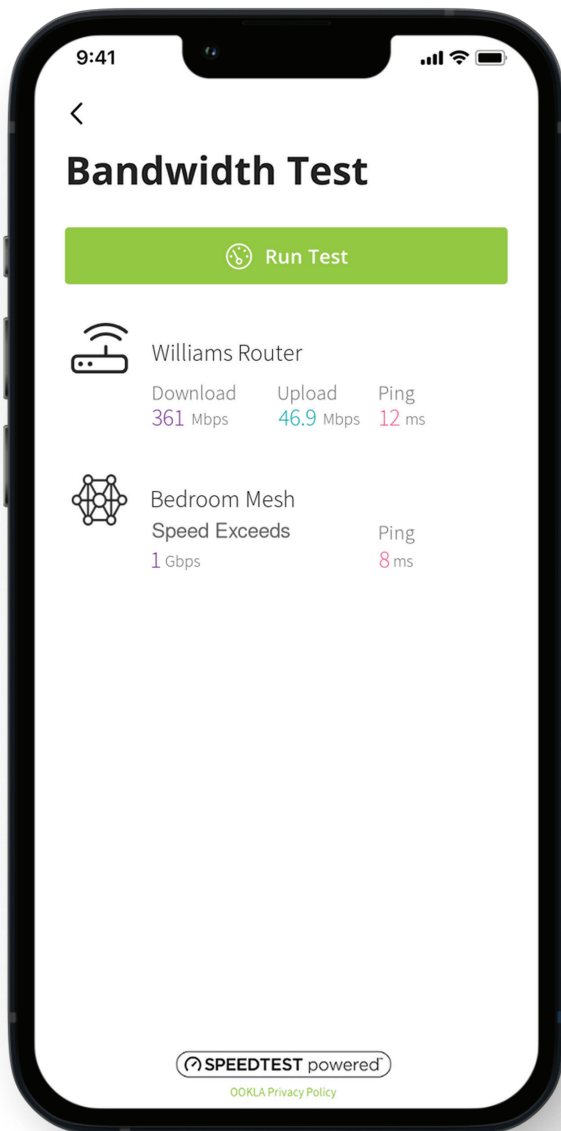 9:41
Bandwidth Test
Run Test
Williams Router
Download Upload Ping
361 Mbps 46.9 Mbps 12 ms
Bedroom Mesh
Speed Exceeds Ping
1 Gbps 8 ms
SPEEDTEST powered™
OOKLA Privacy Policy